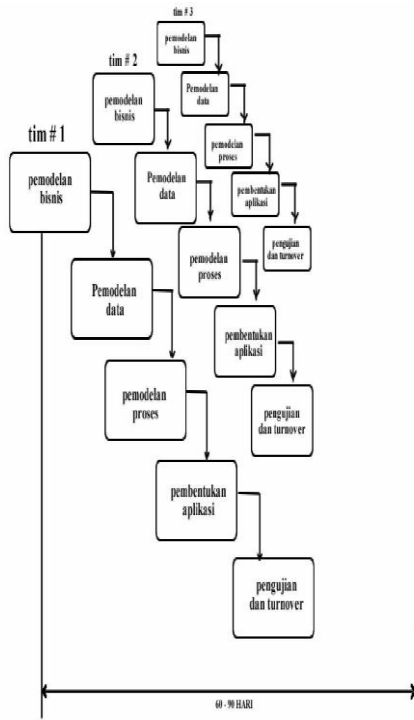 tim # 3
pemodelan
bisnis
Pemodelan
data
pemodelan
proses
pembentukan
aplikasi
pengujian
dan turnover
tim # 2
pemodelan
bisnis
Pemodelan
data
pemodelan
proses
pembentukan
aplikasi
pengujian
dan turnover
tim # 1
pemodelan
bisnis
Pemodelan
data
pemodelan
proses
pembentukan
aplikasi
pengujian
dan turnover
60 - 90 HARI